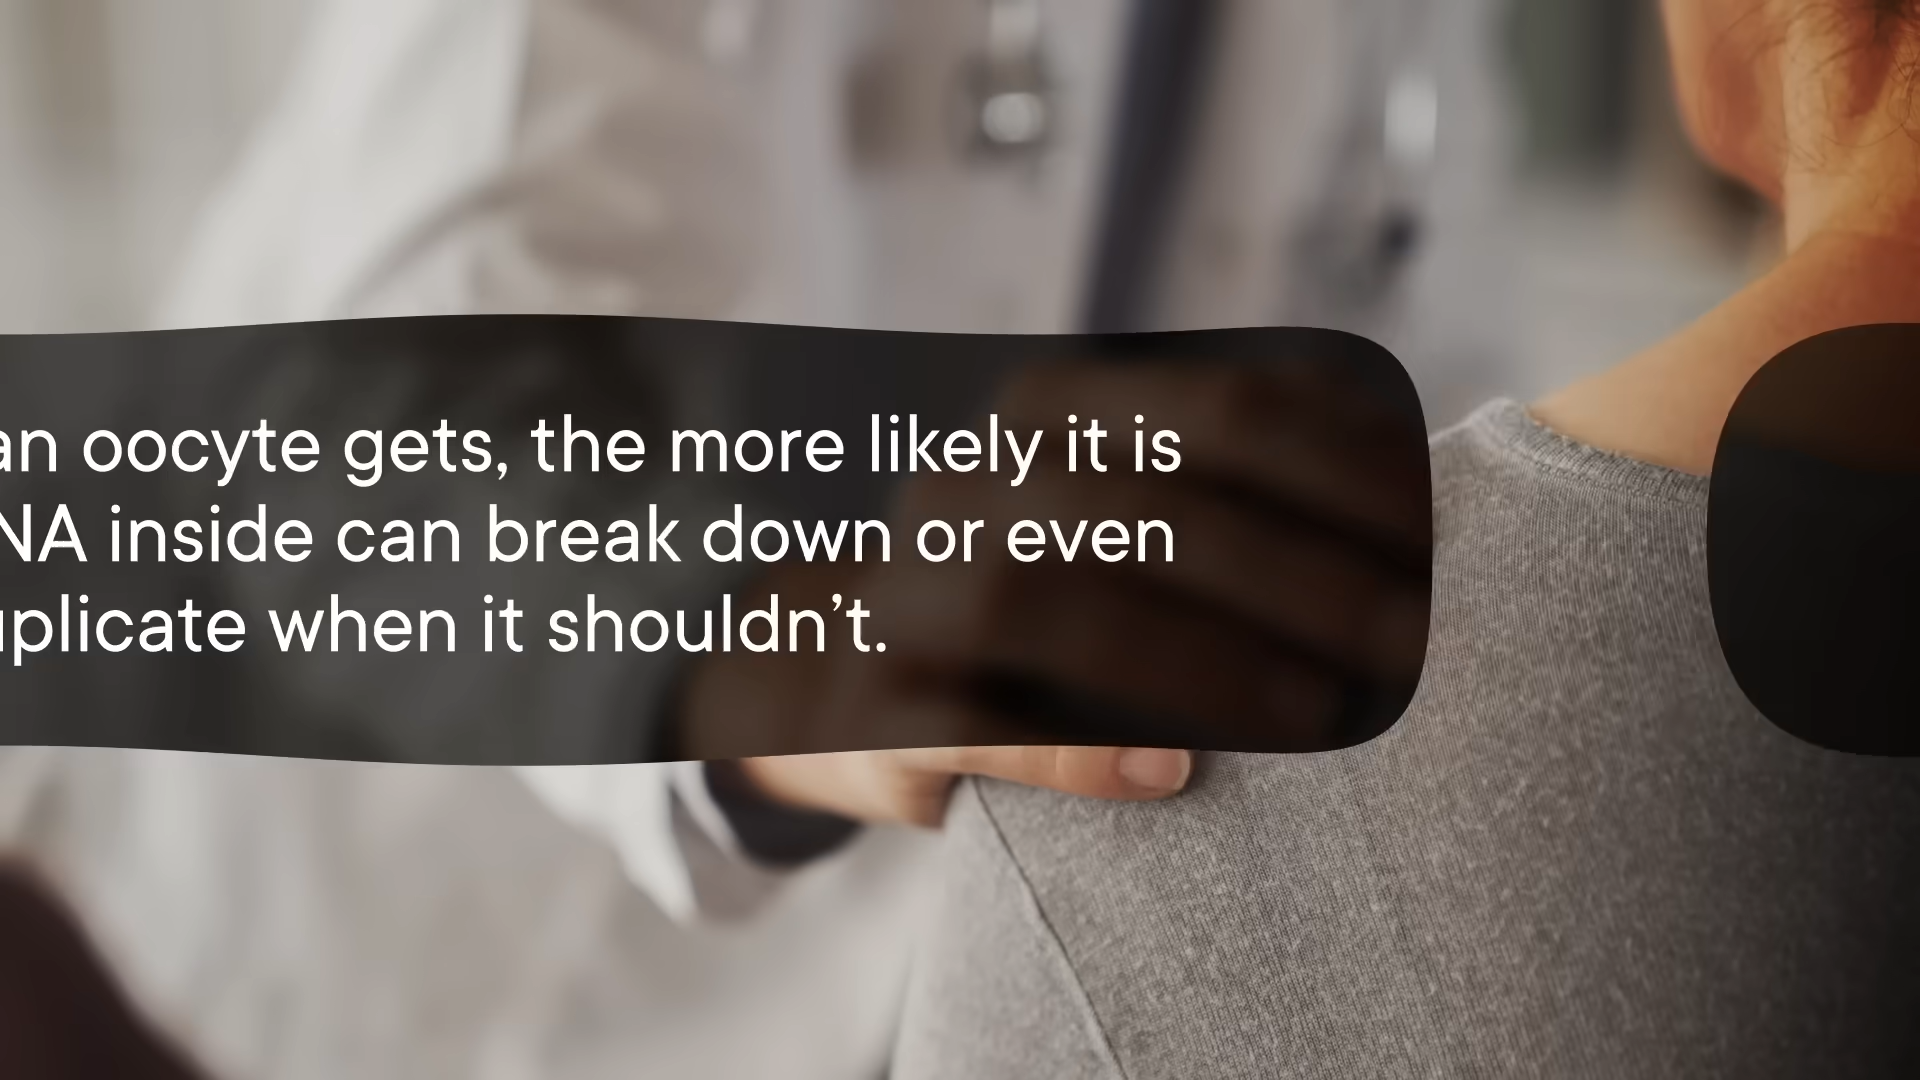 an oocyte gets, the more likely it is
NA inside can break down or even
uplicate when it shouldn’t.